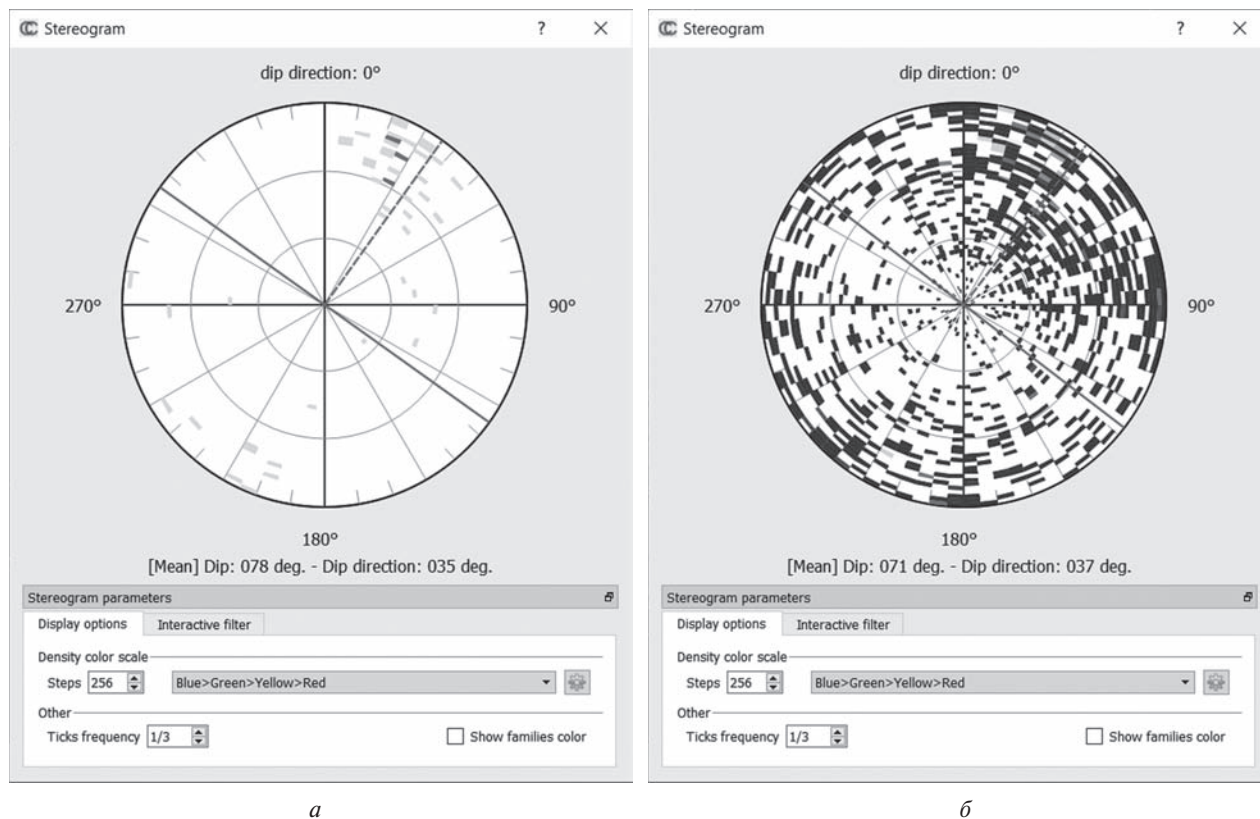 Stereogram ? ×
dip direction: 0°
270° 90°
180°
[Mean] Dip: 078 deg. - Dip direction: 035 deg.
Stereogram parameters
Display options Interactive filter
Density color scale
Steps 256 Blue>Green>Yellow>Red
Other
Ticks frequency 1/3 Show families color
а
Stereogram ? ×
dip direction: 0°
270° 90°
180°
[Mean] Dip: 071 deg. - Dip direction: 037 deg.
Stereogram parameters
Display options Interactive filter
Density color scale
Steps 256 Blue>Green>Yellow>Red
Other
Ticks frequency 1/3 Show families color
б